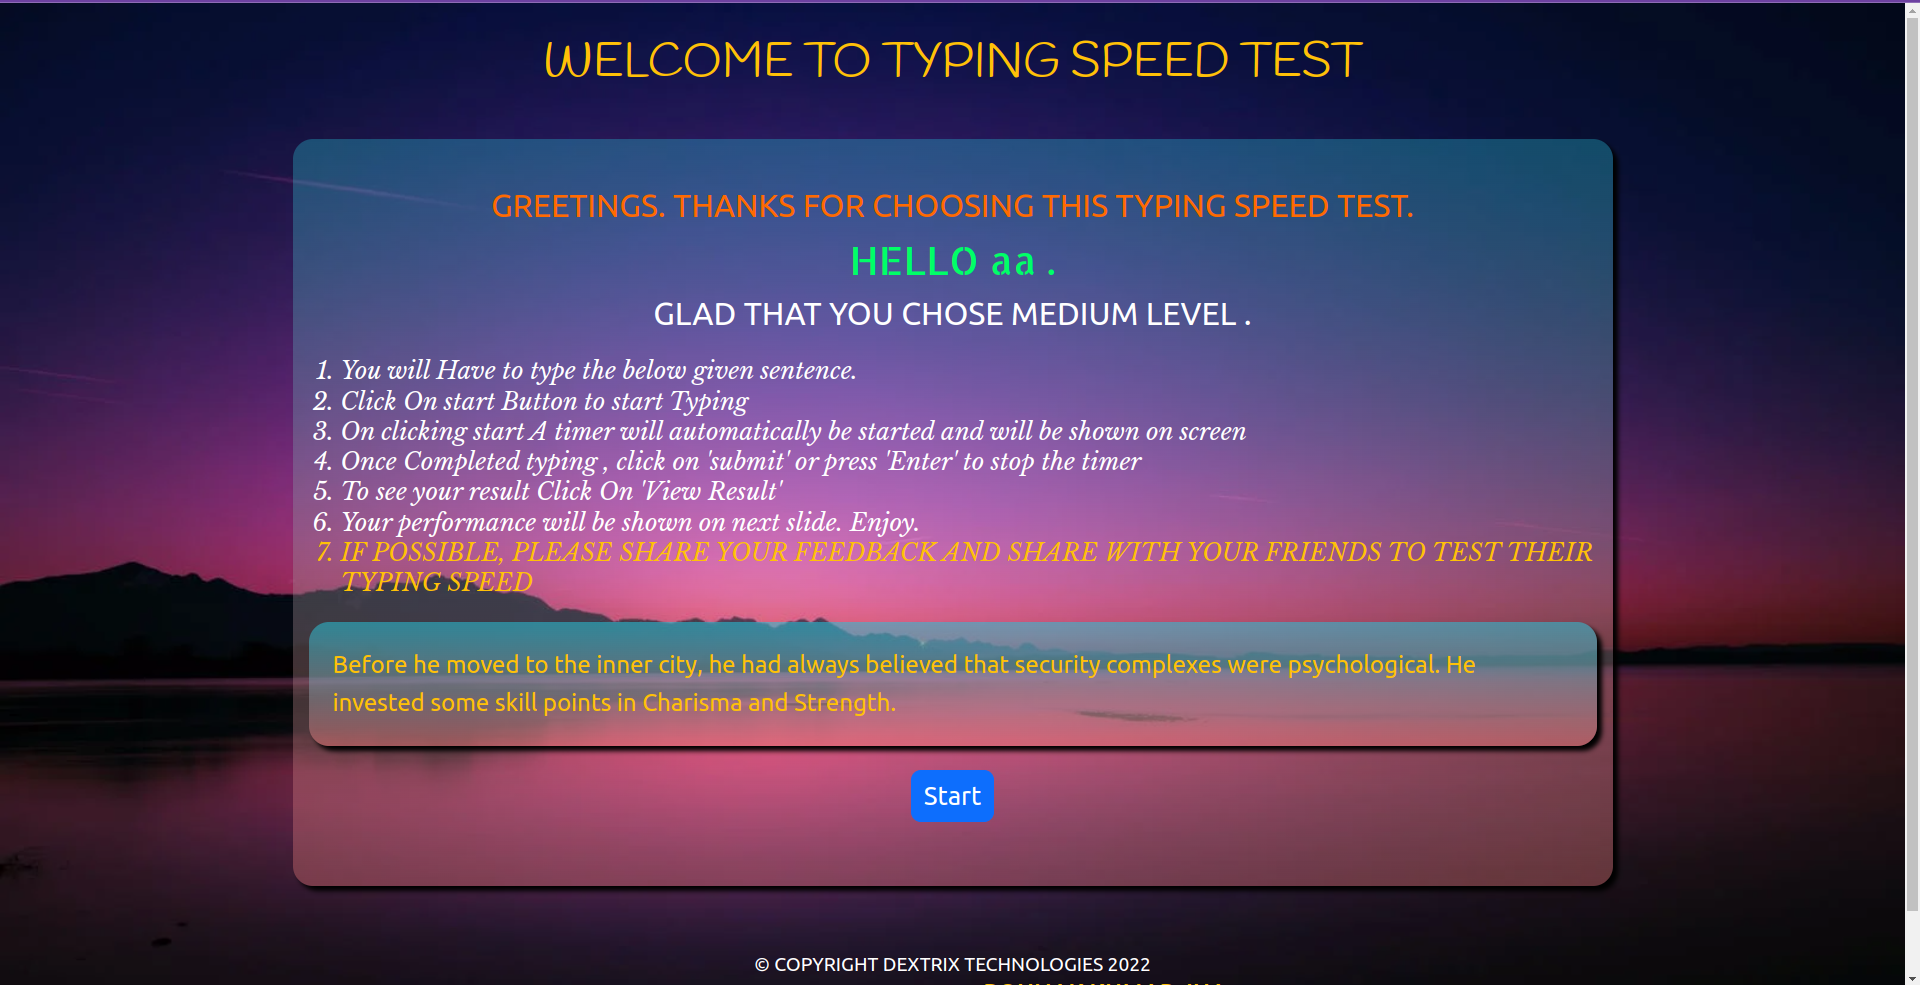 WELCOME TO TYPING SPEED TEST
GREETINGS. THANKS FOR CHOOSING THIS TYPING SPEED TEST.
HELLO aa .
GLAD THAT YOU CHOSE MEDIUM LEVEL .
1. You will Have to type the below given sentence.
2. Click On start Button to start Typing
3. On clicking start A timer will automatically be started and will be shown on screen
4. Once Completed typing , click on 'submit' or press 'Enter' to stop the timer
5. To see your result Click On 'View Result'
6. Your performance will be shown on next slide. Enjoy.
7. IF POSSIBLE, PLEASE SHARE YOUR FEEDBACK AND SHARE WITH YOUR FRIENDS TO TEST THEIR
TYPING SPEED
Before he moved to the inner city, he had always believed that security complexes were psychological. He
invested some skill points in Charisma and Strength.
Start
© COPYRIGHT DEXTRIX TECHNOLOGIES 2022